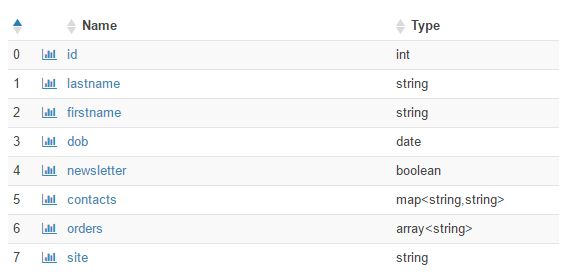 Name Type
0 id int
1 lastname string
2 firstname string
3 dob date
4 newsletter boolean
5 contacts map<string,string>
6 orders array<string>
7 site string